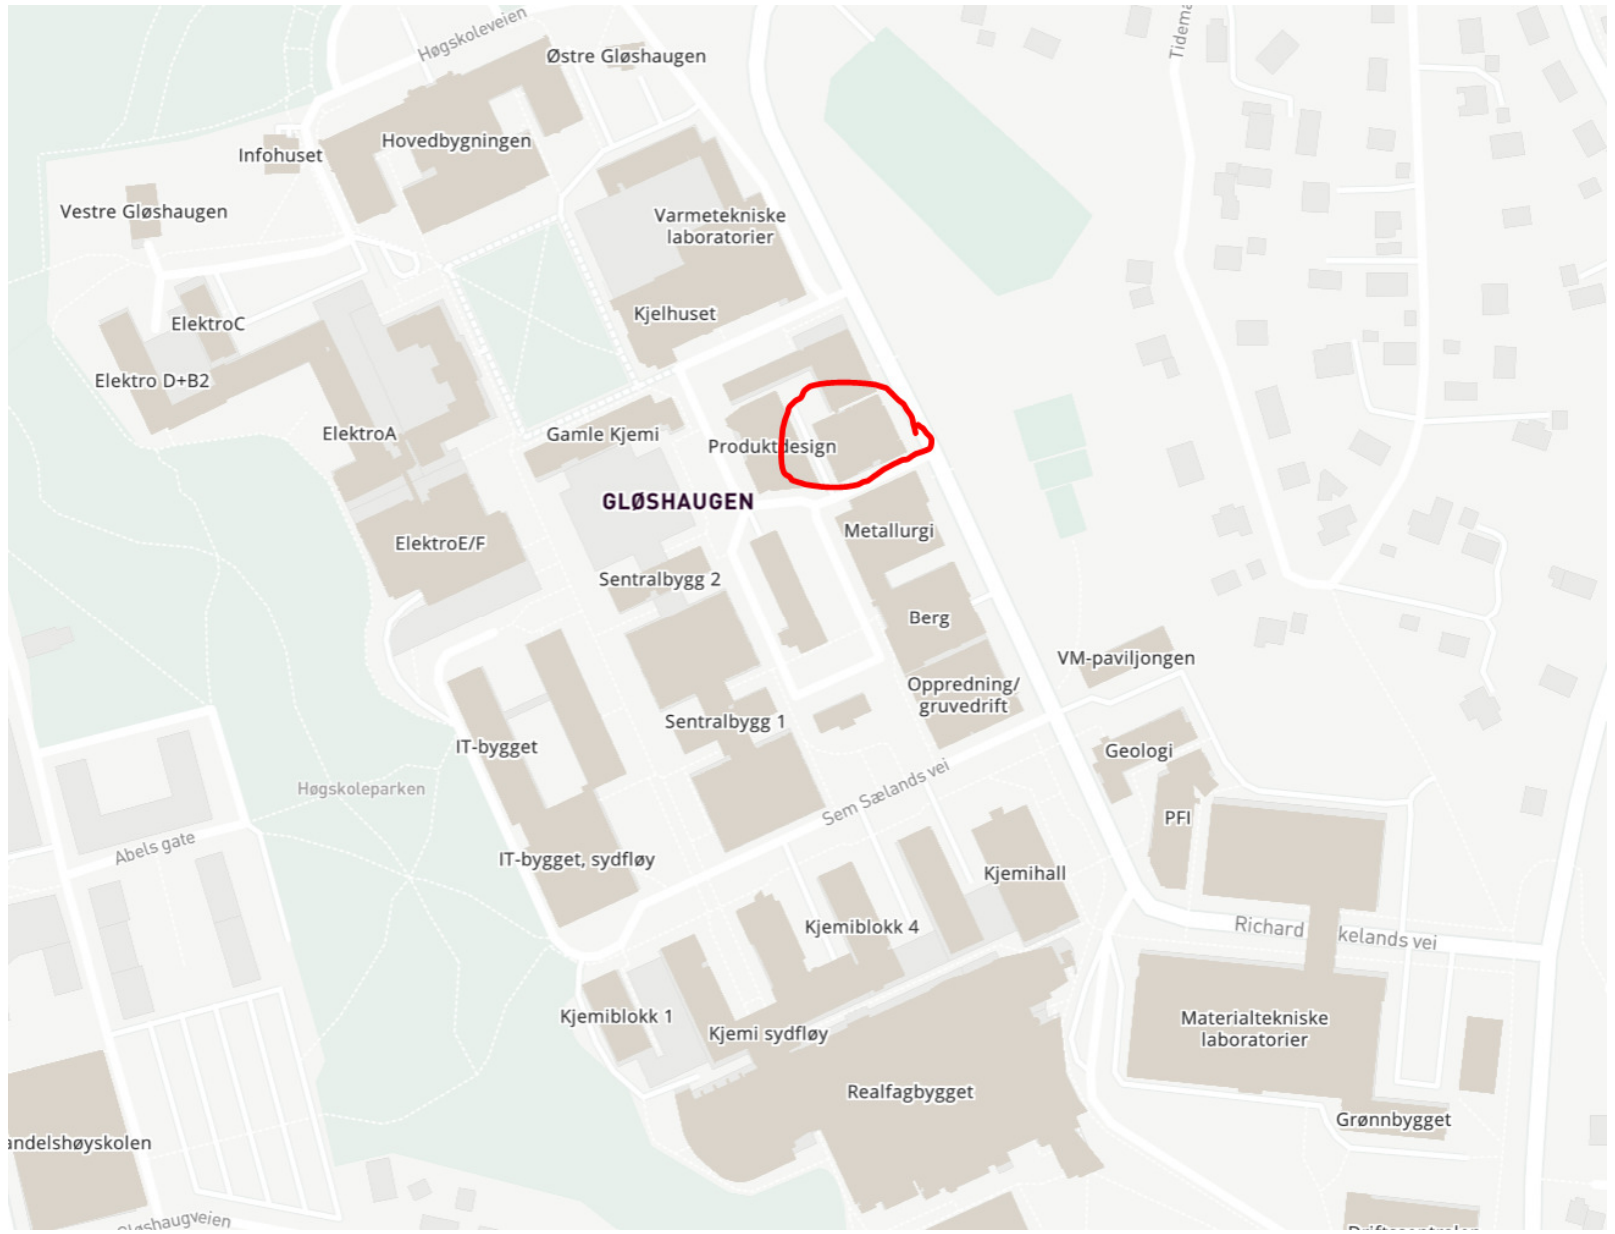 Høgskoleveien
Østre Gløshaugen
Tidema
Hovedbygningen
Infohuset
Vestre Gløshaugen
Varmetekniske
laboratorier
ElektroC
Kjelhuset
Elektro D+B2
ElektroA
Gamle Kjemi
Produktdesign
GLØSHAUGEN
ElektroE/F
Metallurgi
Sentralbygg 2
Berg
VM-paviljongen
Oppredning/
gruvedrift
Sentralbygg 1
IT-bygget
Geologi
Høgskoleparken
Sem Sælands vei
PFI
Abels gate
IT-bygget, sydfløy
Kjemihall
Kjemiblokk 4
Richard kelands vei
Kjemiblokk 1
Kjemi sydfløy
Materialtekniske
laboratorier
Realfagbygget
Grønnbygget
andelshøyskolen
øshaugveien